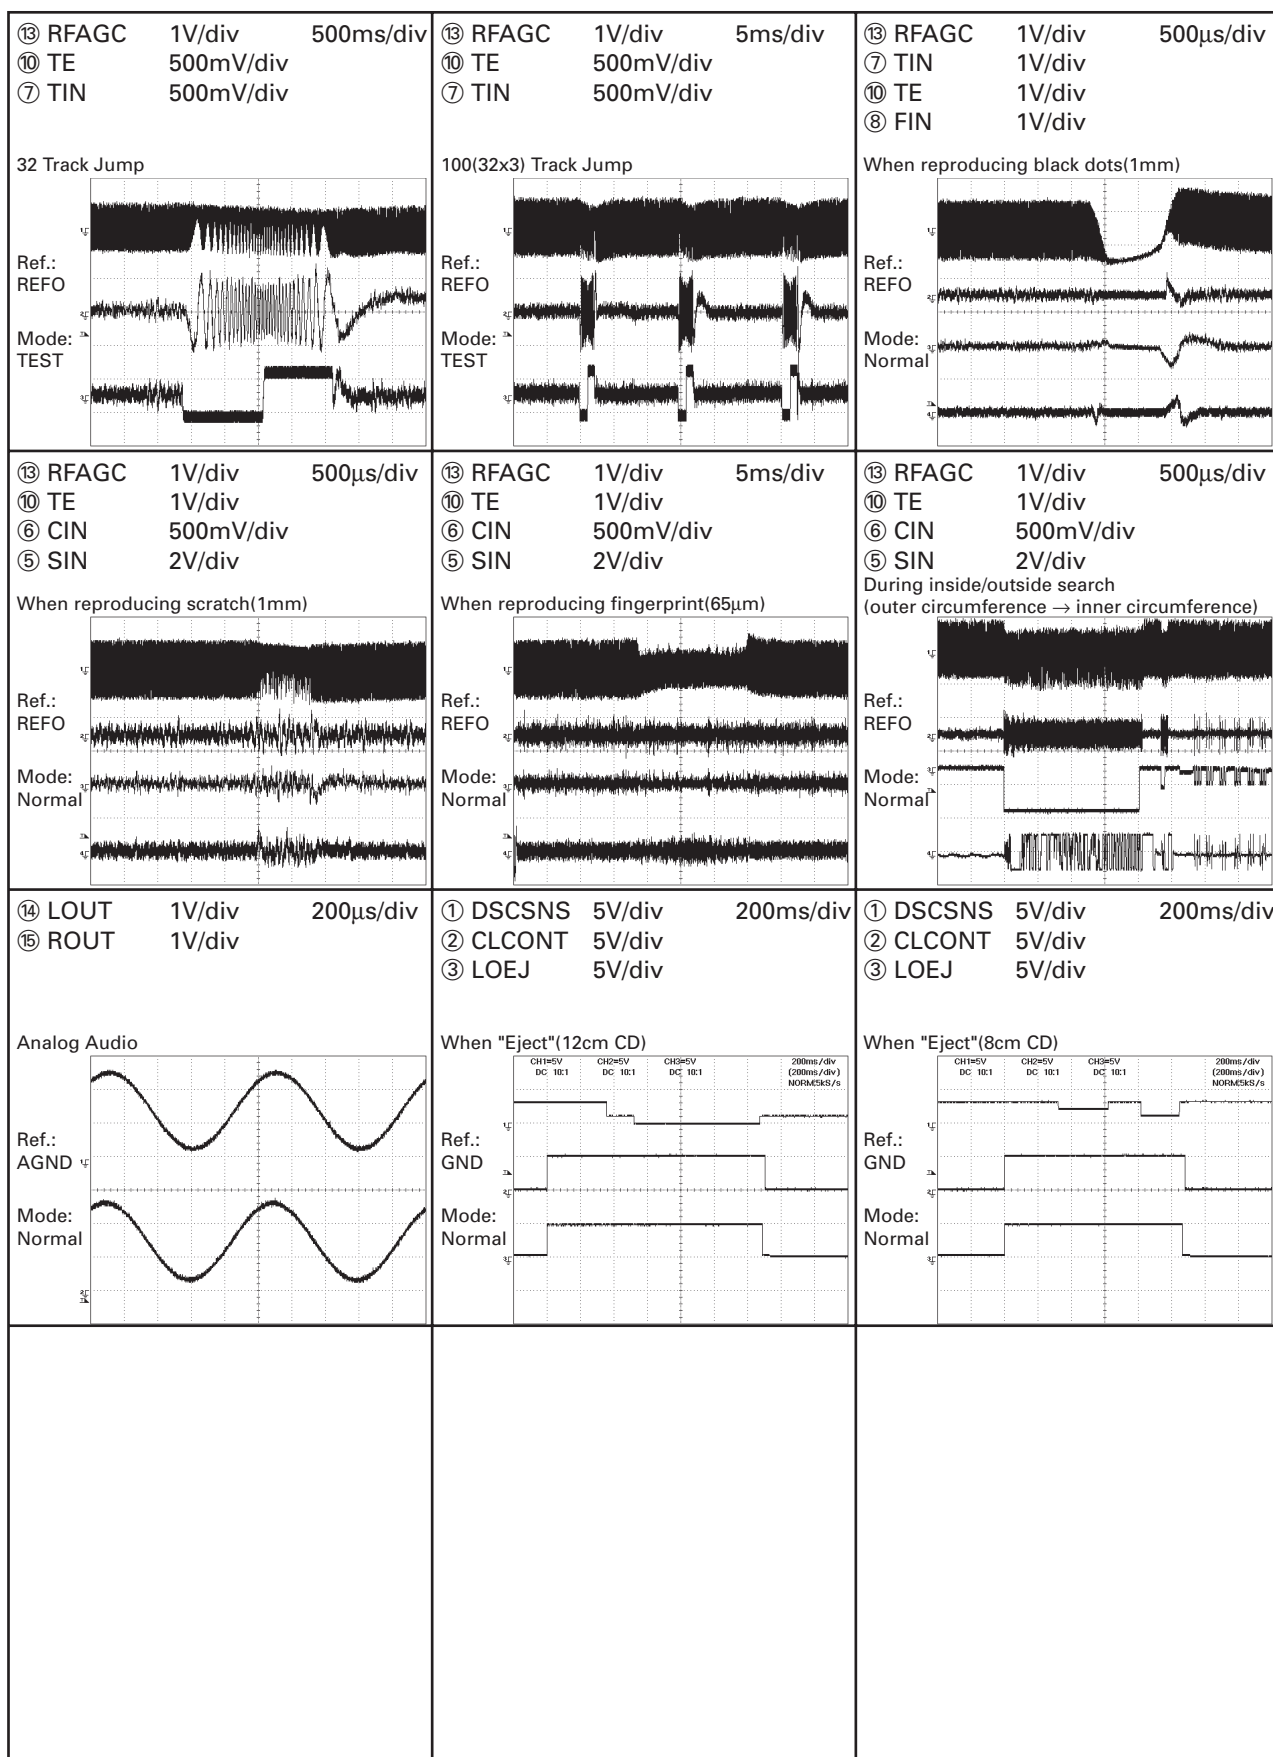 ⑬ RFAGC 1V/div 500ms/div
⑩ TE 500mV/div
⑦ TIN 500mV/div
32 Track Jump
Ref.:
REFO
Mode:
TEST
⑬ RFAGC 1V/div 5ms/div
⑩ TE 500mV/div
⑦ TIN 500mV/div
100(32x3) Track Jump
Ref.:
REFO
Mode:
TEST
⑬ RFAGC 1V/div 500µs/div
⑦ TIN 1V/div
⑩ TE 1V/div
⑧ FIN 1V/div
When reproducing black dots(1mm)
Ref.:
REFO
Mode:
Normal
⑬ RFAGC 1V/div 500µs/div
⑩ TE 1V/div
⑥ CIN 500mV/div
⑤ SIN 2V/div
When reproducing scratch(1mm)
Ref.:
REFO
Mode:
Normal
⑬ RFAGC 1V/div 5ms/div
⑩ TE 1V/div
⑥ CIN 500mV/div
⑤ SIN 2V/div
When reproducing fingerprint(65µm)
Ref.:
REFO
Mode:
Normal
⑬ RFAGC 1V/div 500µs/div
⑩ TE 1V/div
⑥ CIN 500mV/div
⑤ SIN 2V/div
During inside/outside search
(outer circumference → inner circumference)
Ref.:
REFO
Mode:
Normal
⑭ LOUT 1V/div 200µs/div
⑮ ROUT 1V/div
Analog Audio
Ref.:
AGND
Mode:
Normal
① DSCSNS 5V/div 200ms/div
② CLCONT 5V/div
③ LOEJ 5V/div
When "Eject"(12cm CD)
CH1=5V CH2=5V CH3=5V 200ms/div
DC 10:1 DC 10:1 DC 10:1 (200ms/div)
NORM:5kS/s
Ref.:
GND
Mode:
Normal
① DSCSNS 5V/div 200ms/div
② CLCONT 5V/div
③ LOEJ 5V/div
When "Eject"(8cm CD)
CH1=5V CH2=5V CH3=5V 200ms/div
DC 10:1 DC 10:1 DC 10:1 (200ms/div)
NORM:5kS/s
Ref.:
GND
Mode:
Normal